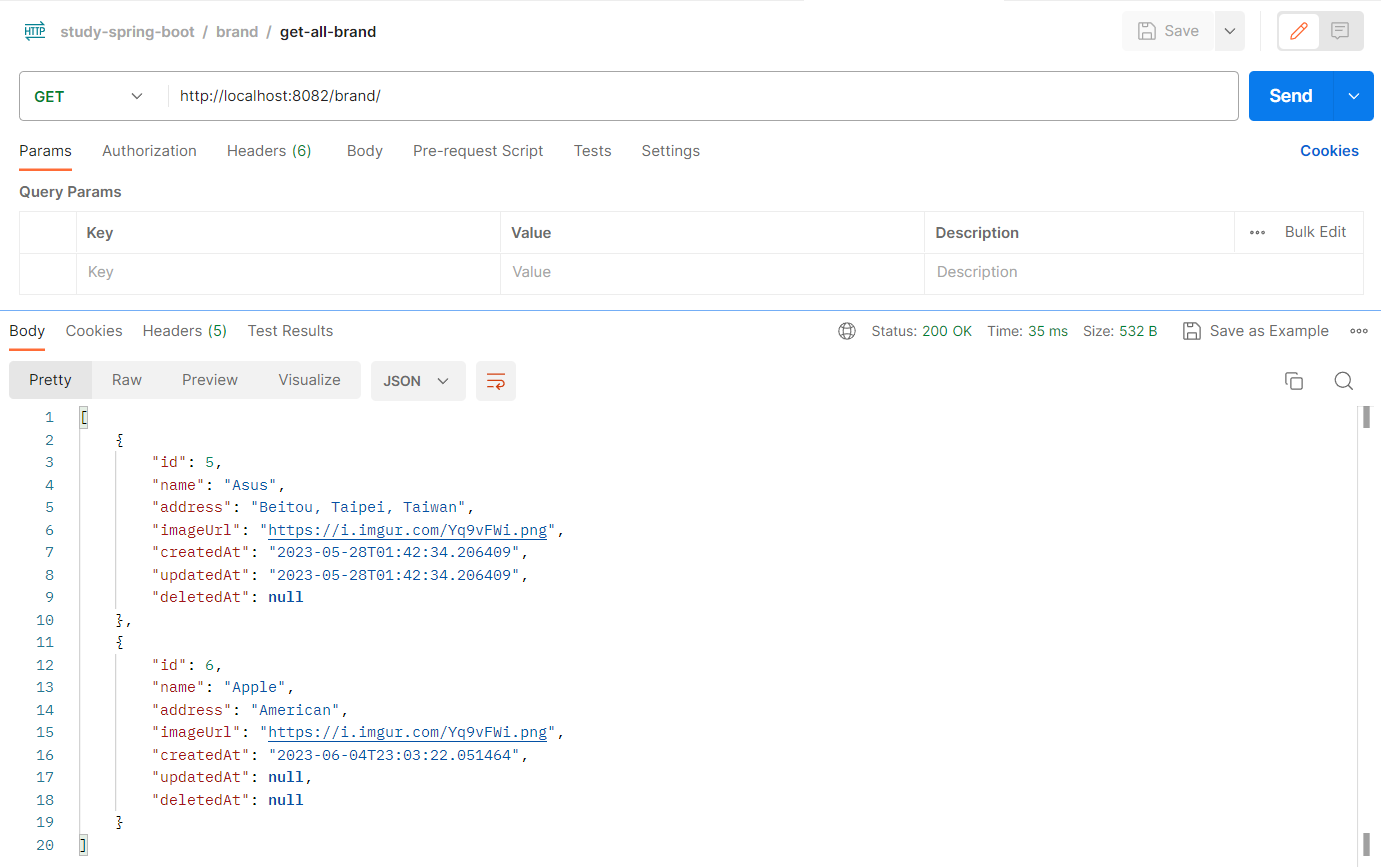 HTTP study-spring-boot / brand / get-all-brand Save
GET http://localhost:8082/brand/ Send
Params Authorization Headers (6) Body Pre-request Script Tests Settings Cookies
Query Params
Key Value Description Bulk Edit
Key Value Description
Body Cookies Headers (5) Test Results Status: 200 OK Time: 35 ms Size: 532 B Save as Example
Pretty Raw Preview Visualize JSON
1 [
2 {
3 "id": 5,
4 "name": "Asus",
5 "address": "Beitou, Taipei, Taiwan",
6 "imageUrl": "https://i.imgur.com/Yq9vFWi.png",
7 "createdAt": "2023-05-28T01:42:34.206409",
8 "updatedAt": "2023-05-28T01:42:34.206409",
9 "deletedAt": null
10 },
11 {
12 "id": 6,
13 "name": "Apple",
14 "address": "American",
15 "imageUrl": "https://i.imgur.com/Yq9vFWi.png",
16 "createdAt": "2023-06-04T23:03:22.051464",
17 "updatedAt": null,
18 "deletedAt": null
19 }
20 ]